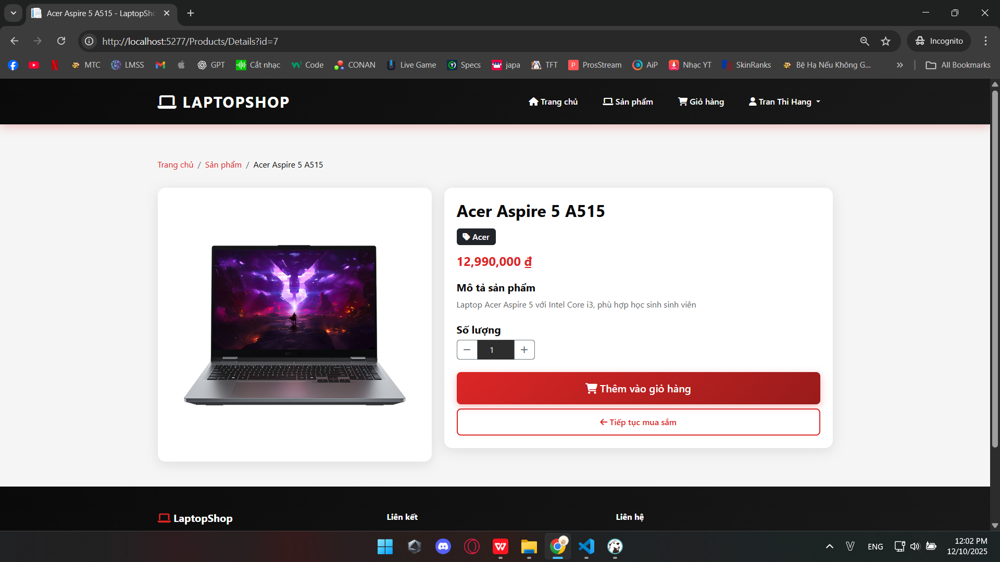 Acer Aspire 5 A515 - LaptopSho
http://localhost:5277/Products/Details?id=7
Incognito
MTC
LMSS
GPT
Cắt nhạc
Code
CONAN
Live Game
Specs
japa
TFT
ProsStream
AiP
Nhạc YT
SkinRanks
Bệ Hạ Nếu Không G...
All Bookmarks
LAPTOPSHOP
Trang chủ
Sản phẩm
Giỏ hàng
Tran Thi Hang
Trang chủ / Sản phẩm / Acer Aspire 5 A515
Acer Aspire 5 A515
Acer
12,990,000 ₫
Mô tả sản phẩm
Laptop Acer Aspire 5 với Intel Core i3, phù hợp học sinh sinh viên
Số lượng
1
Thêm vào giỏ hàng
Tiếp tục mua sắm
LaptopShop
Liên kết
Liên hệ
ENG
12:02 PM
12/10/2025